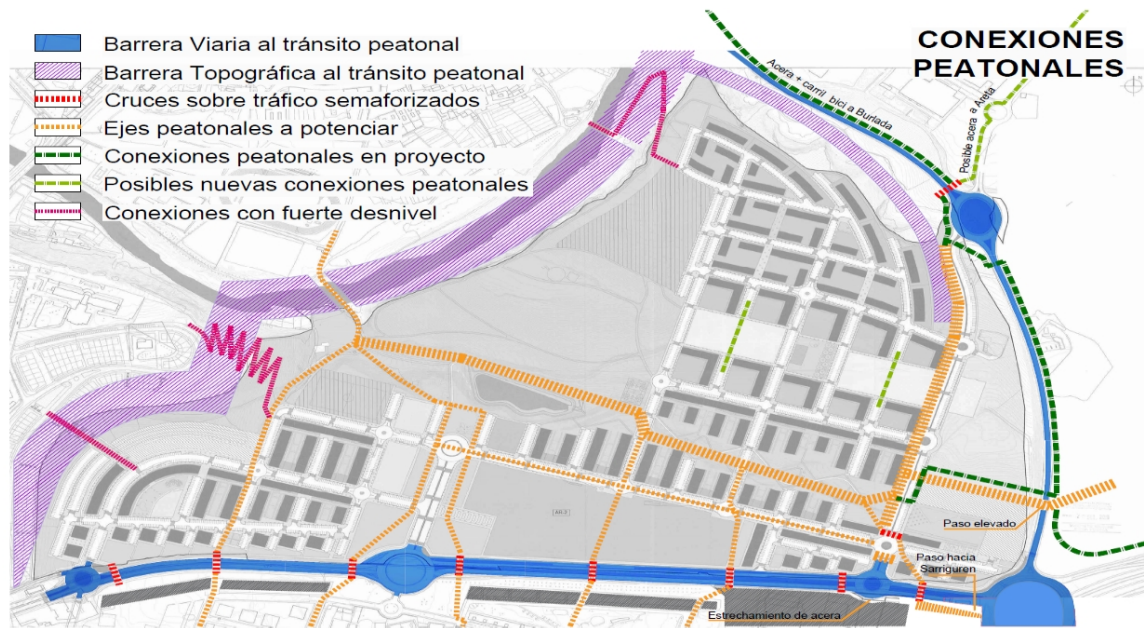 CONEXIONES
PEATONALES
Barrera Viaria al tránsito peatonal
Barrera Topográfica al tránsito peatonal
Cruces sobre tráfico semaforizados
Ejes peatonales a potenciar
Conexiones peatonales en proyecto
Posibles nuevas conexiones peatonales
Conexiones con fuerte desnivel
Acera + carril bici a Burlada
Posible acera a Areta
Paso elevado
Paso hacia
Sarriguren
Estrechamiento de acera